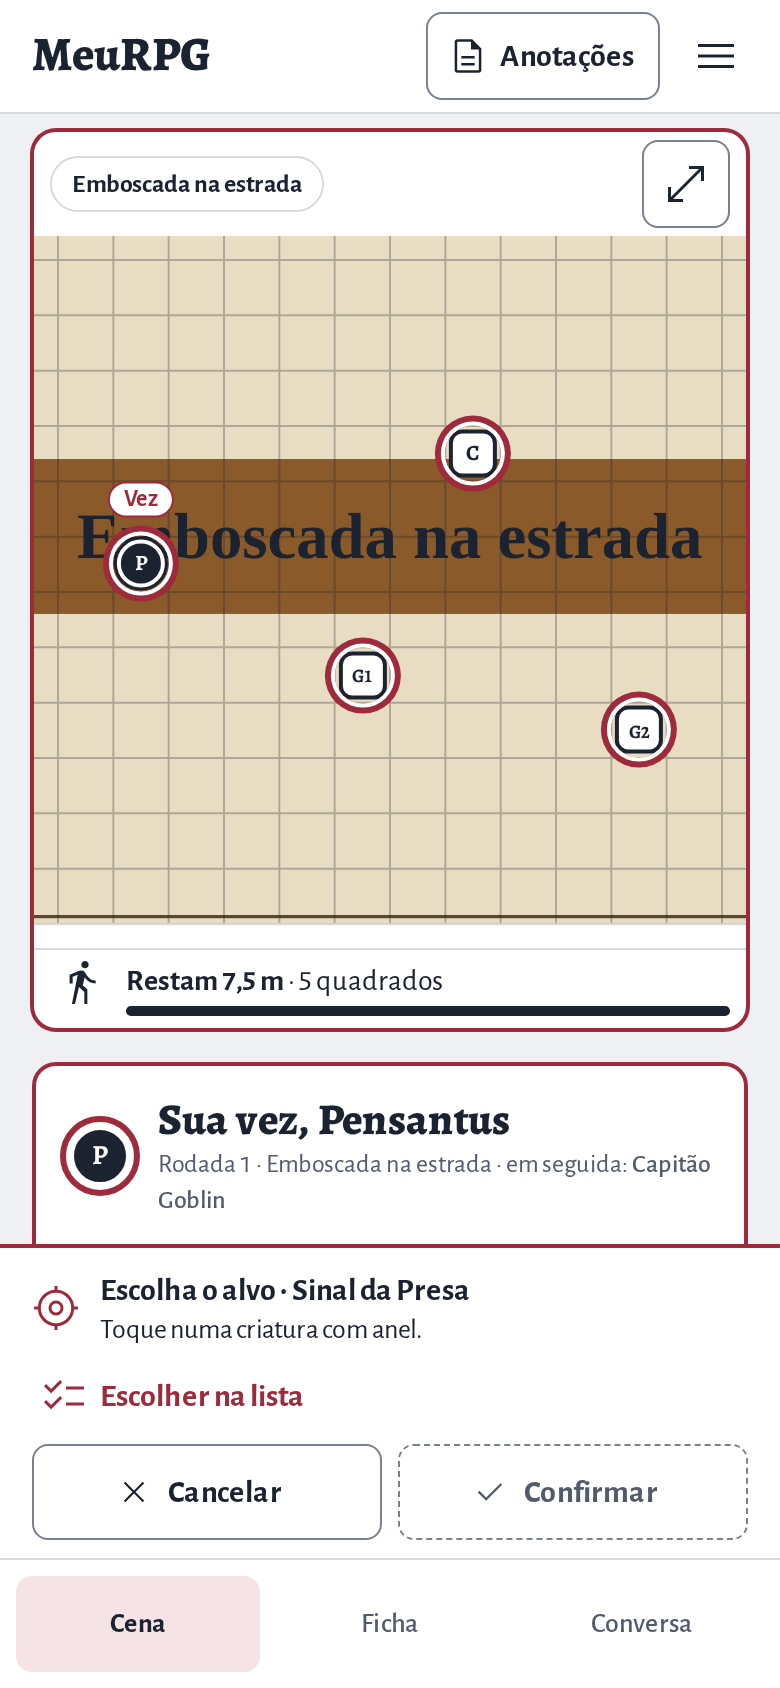 MeuRPG
Anotações
Emboscada na estrada
C
Vez
Emboscada na estrada
P
G1
G2
Restam 7,5 m · 5 quadrados
P
Sua vez, Pensantus
Rodada 1 · Emboscada na estrada · em seguida: Capitão
Goblin
Escolha o alvo · Sinal da Presa
Toque numa criatura com anel.
Escolher na lista
Cancelar
Confirmar
Cena
Ficha
Conversa